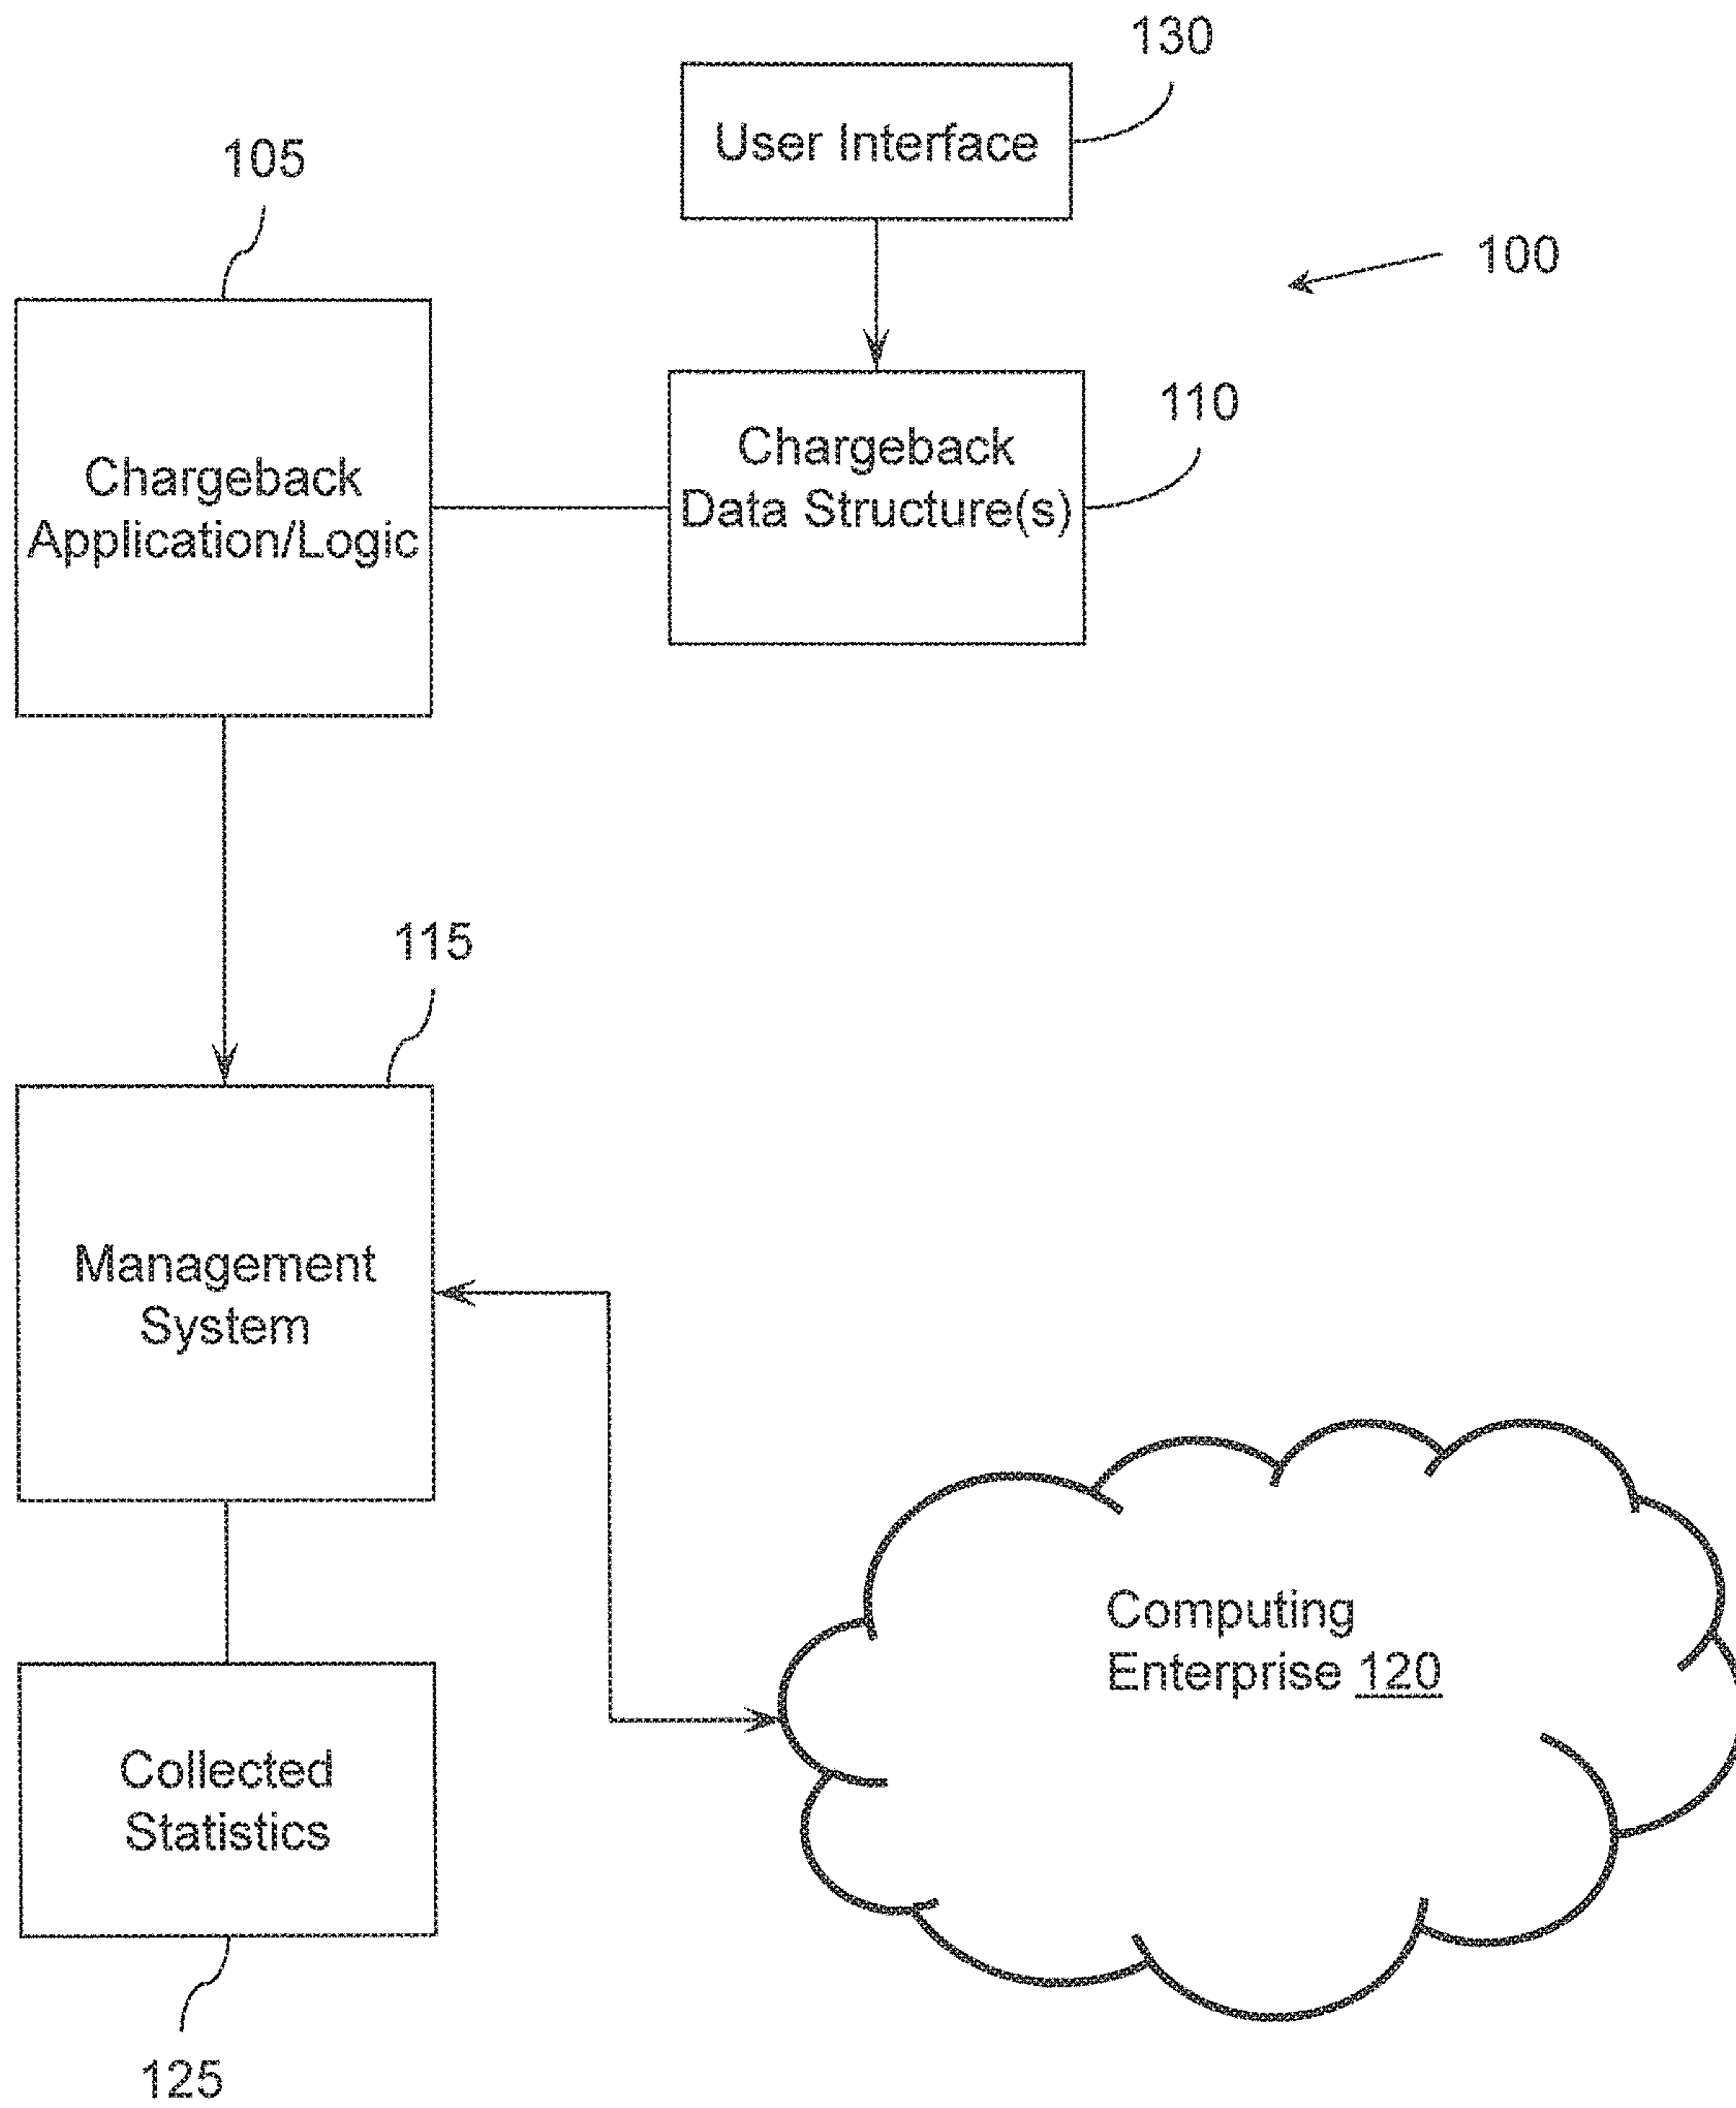 130
User Interface
105
100
Chargeback
Application/Logic
110
Chargeback
Data Structure(s)
115
Management
System
Computing
Enterprise 120
Collected
Statistics
125